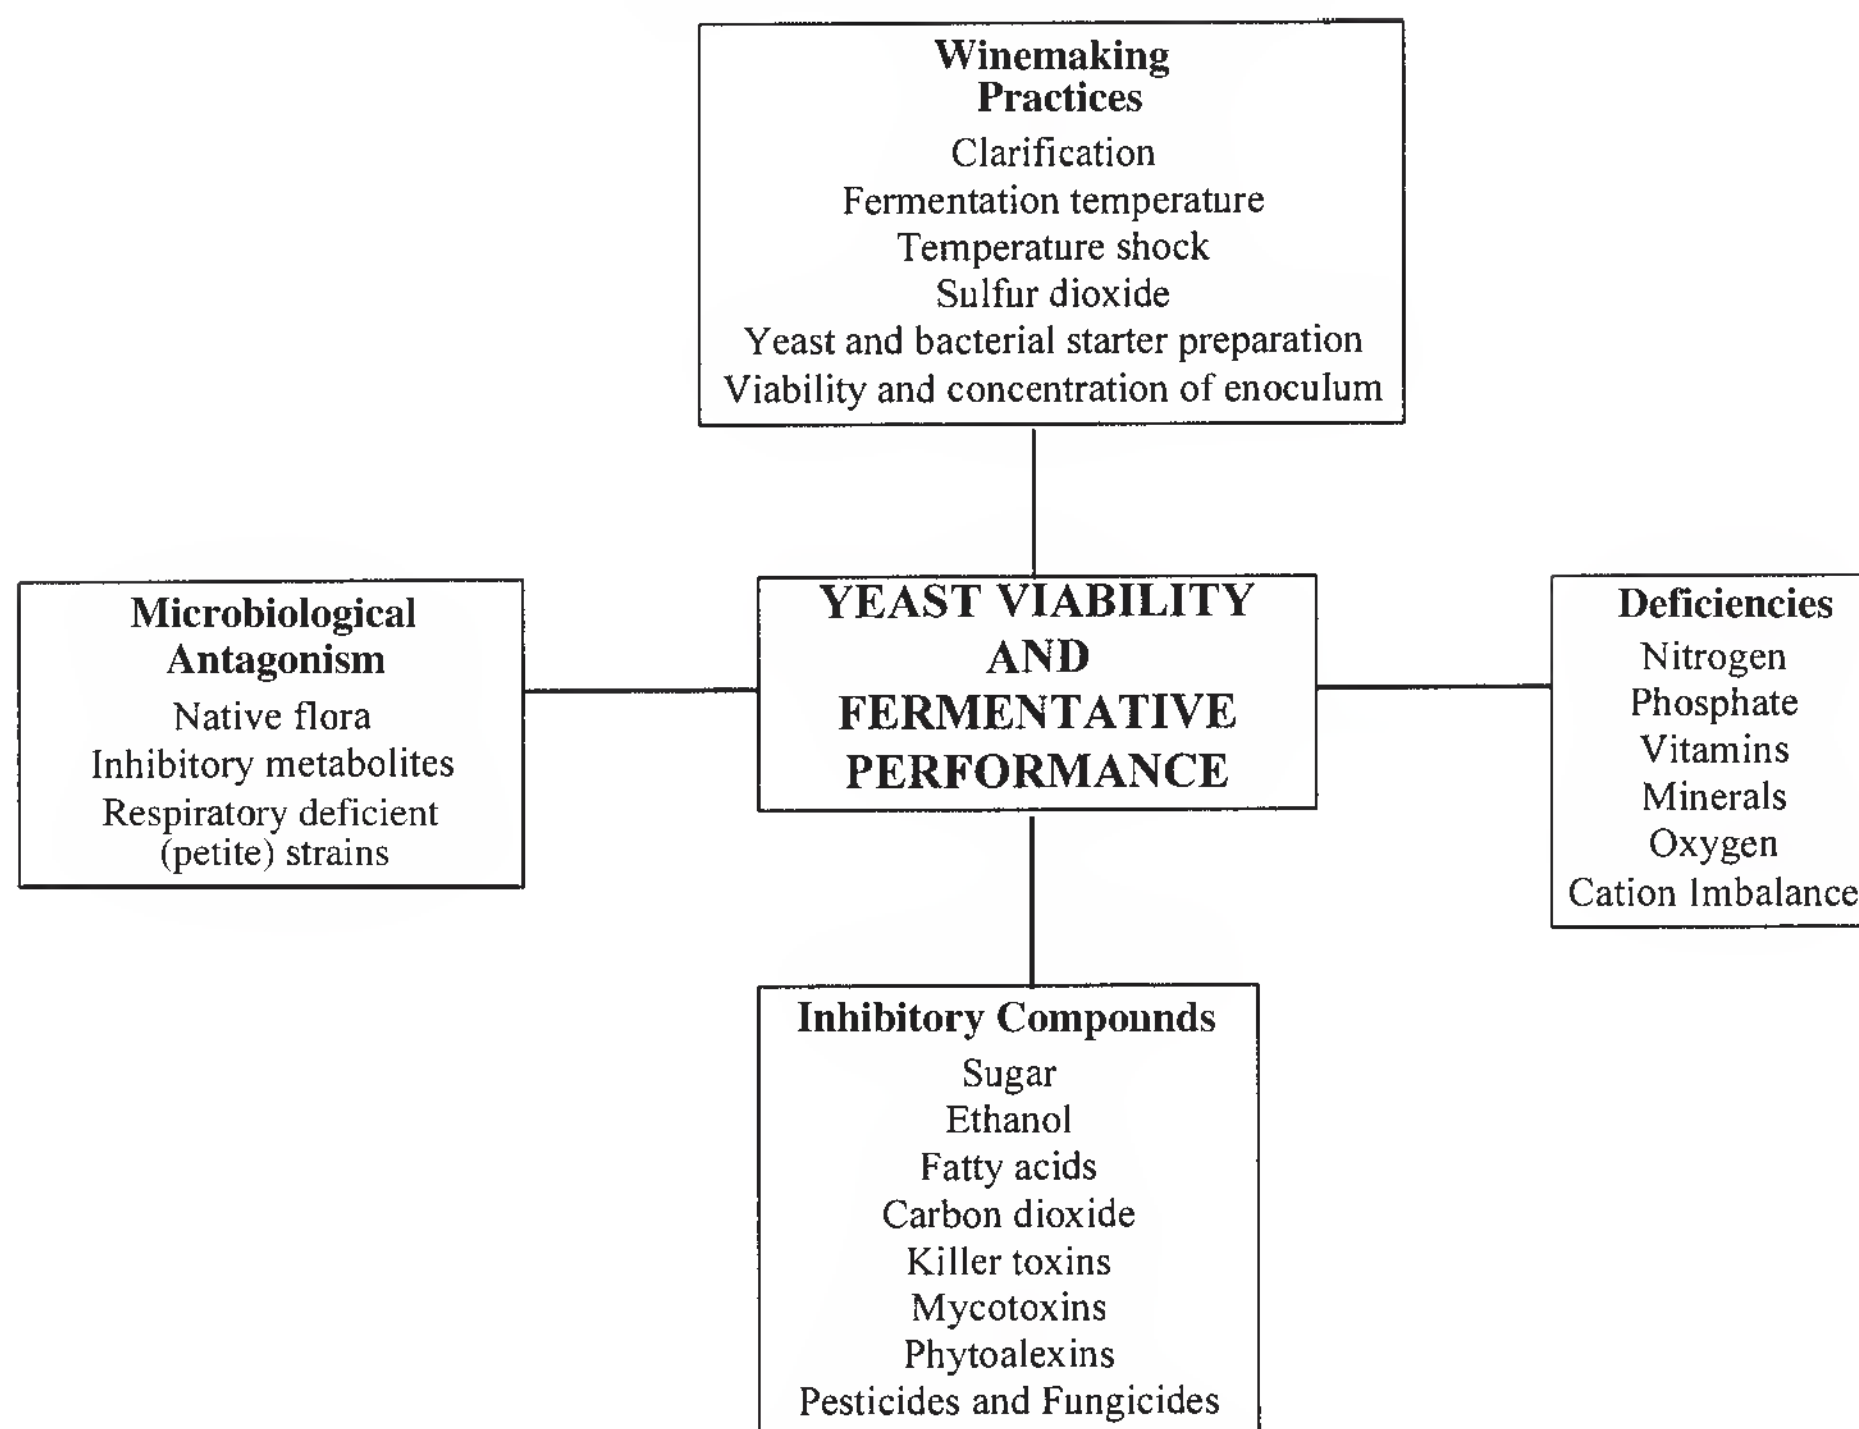 Winemaking
Practices
Clarification
Fermentation temperature
Temperature shock
Sulfur dioxide
Yeast and bacterial starter preparation
Viability and concentration of enoculum
Microbiological
Antagonism
Native flora
Inhibitory metabolites
Respiratory deficient
(petite) strains
YEAST VIABILITY
AND
FERMENTATIVE
PERFORMANCE
Deficiencies
Nitrogen
Phosphate
Vitamins
Minerals
Oxygen
Cation Imbalance
Inhibitory Compounds
Sugar
Ethanol
Fatty acids
Carbon dioxide
Killer toxins
Mycotoxins
Phytoalexins
Pesticides and Fungicides